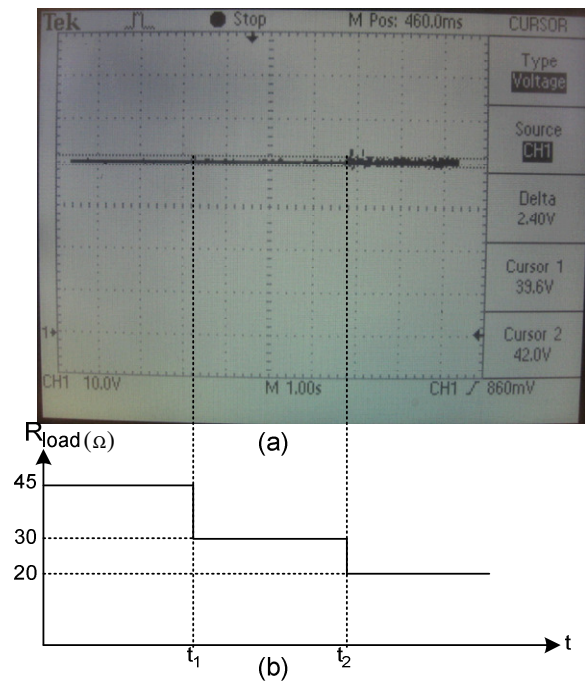 Tek Stop M Pos: 460.0ms CURSOR
Type
Voltage
Source
CH1
Delta
2.40V
Cursor 1
39.6V
Cursor 2
42.0V
1
CH1 10.0V M 1.00s CH1 860mV
(a)
Rload(Ω)
45
30
20
t1 t2 t
(b)